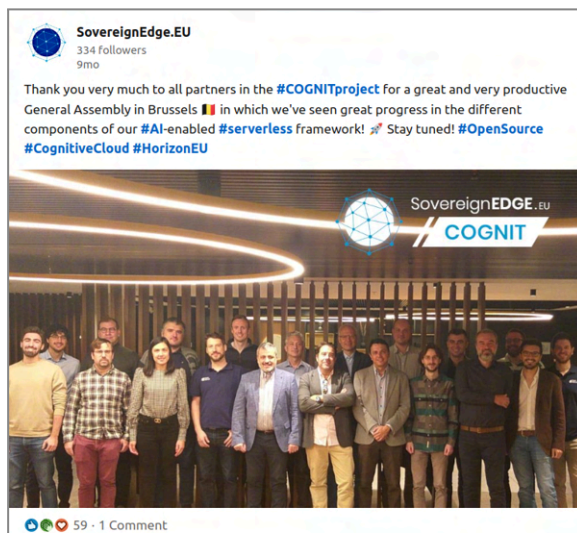 SovereignEdge.EU
334 followers
9mo
Thank you very much to all partners in the #COGNITproject for a great and very productive
General Assembly in Brussels 🇧🇪 in which we've seen great progress in the different
components of our #AI-enabled #serverless framework! 🚀 Stay tuned! #OpenSource
#CognitiveCloud #HorizonEU
SovereignEDGE.EU
COGNIT
59 · 1 Comment